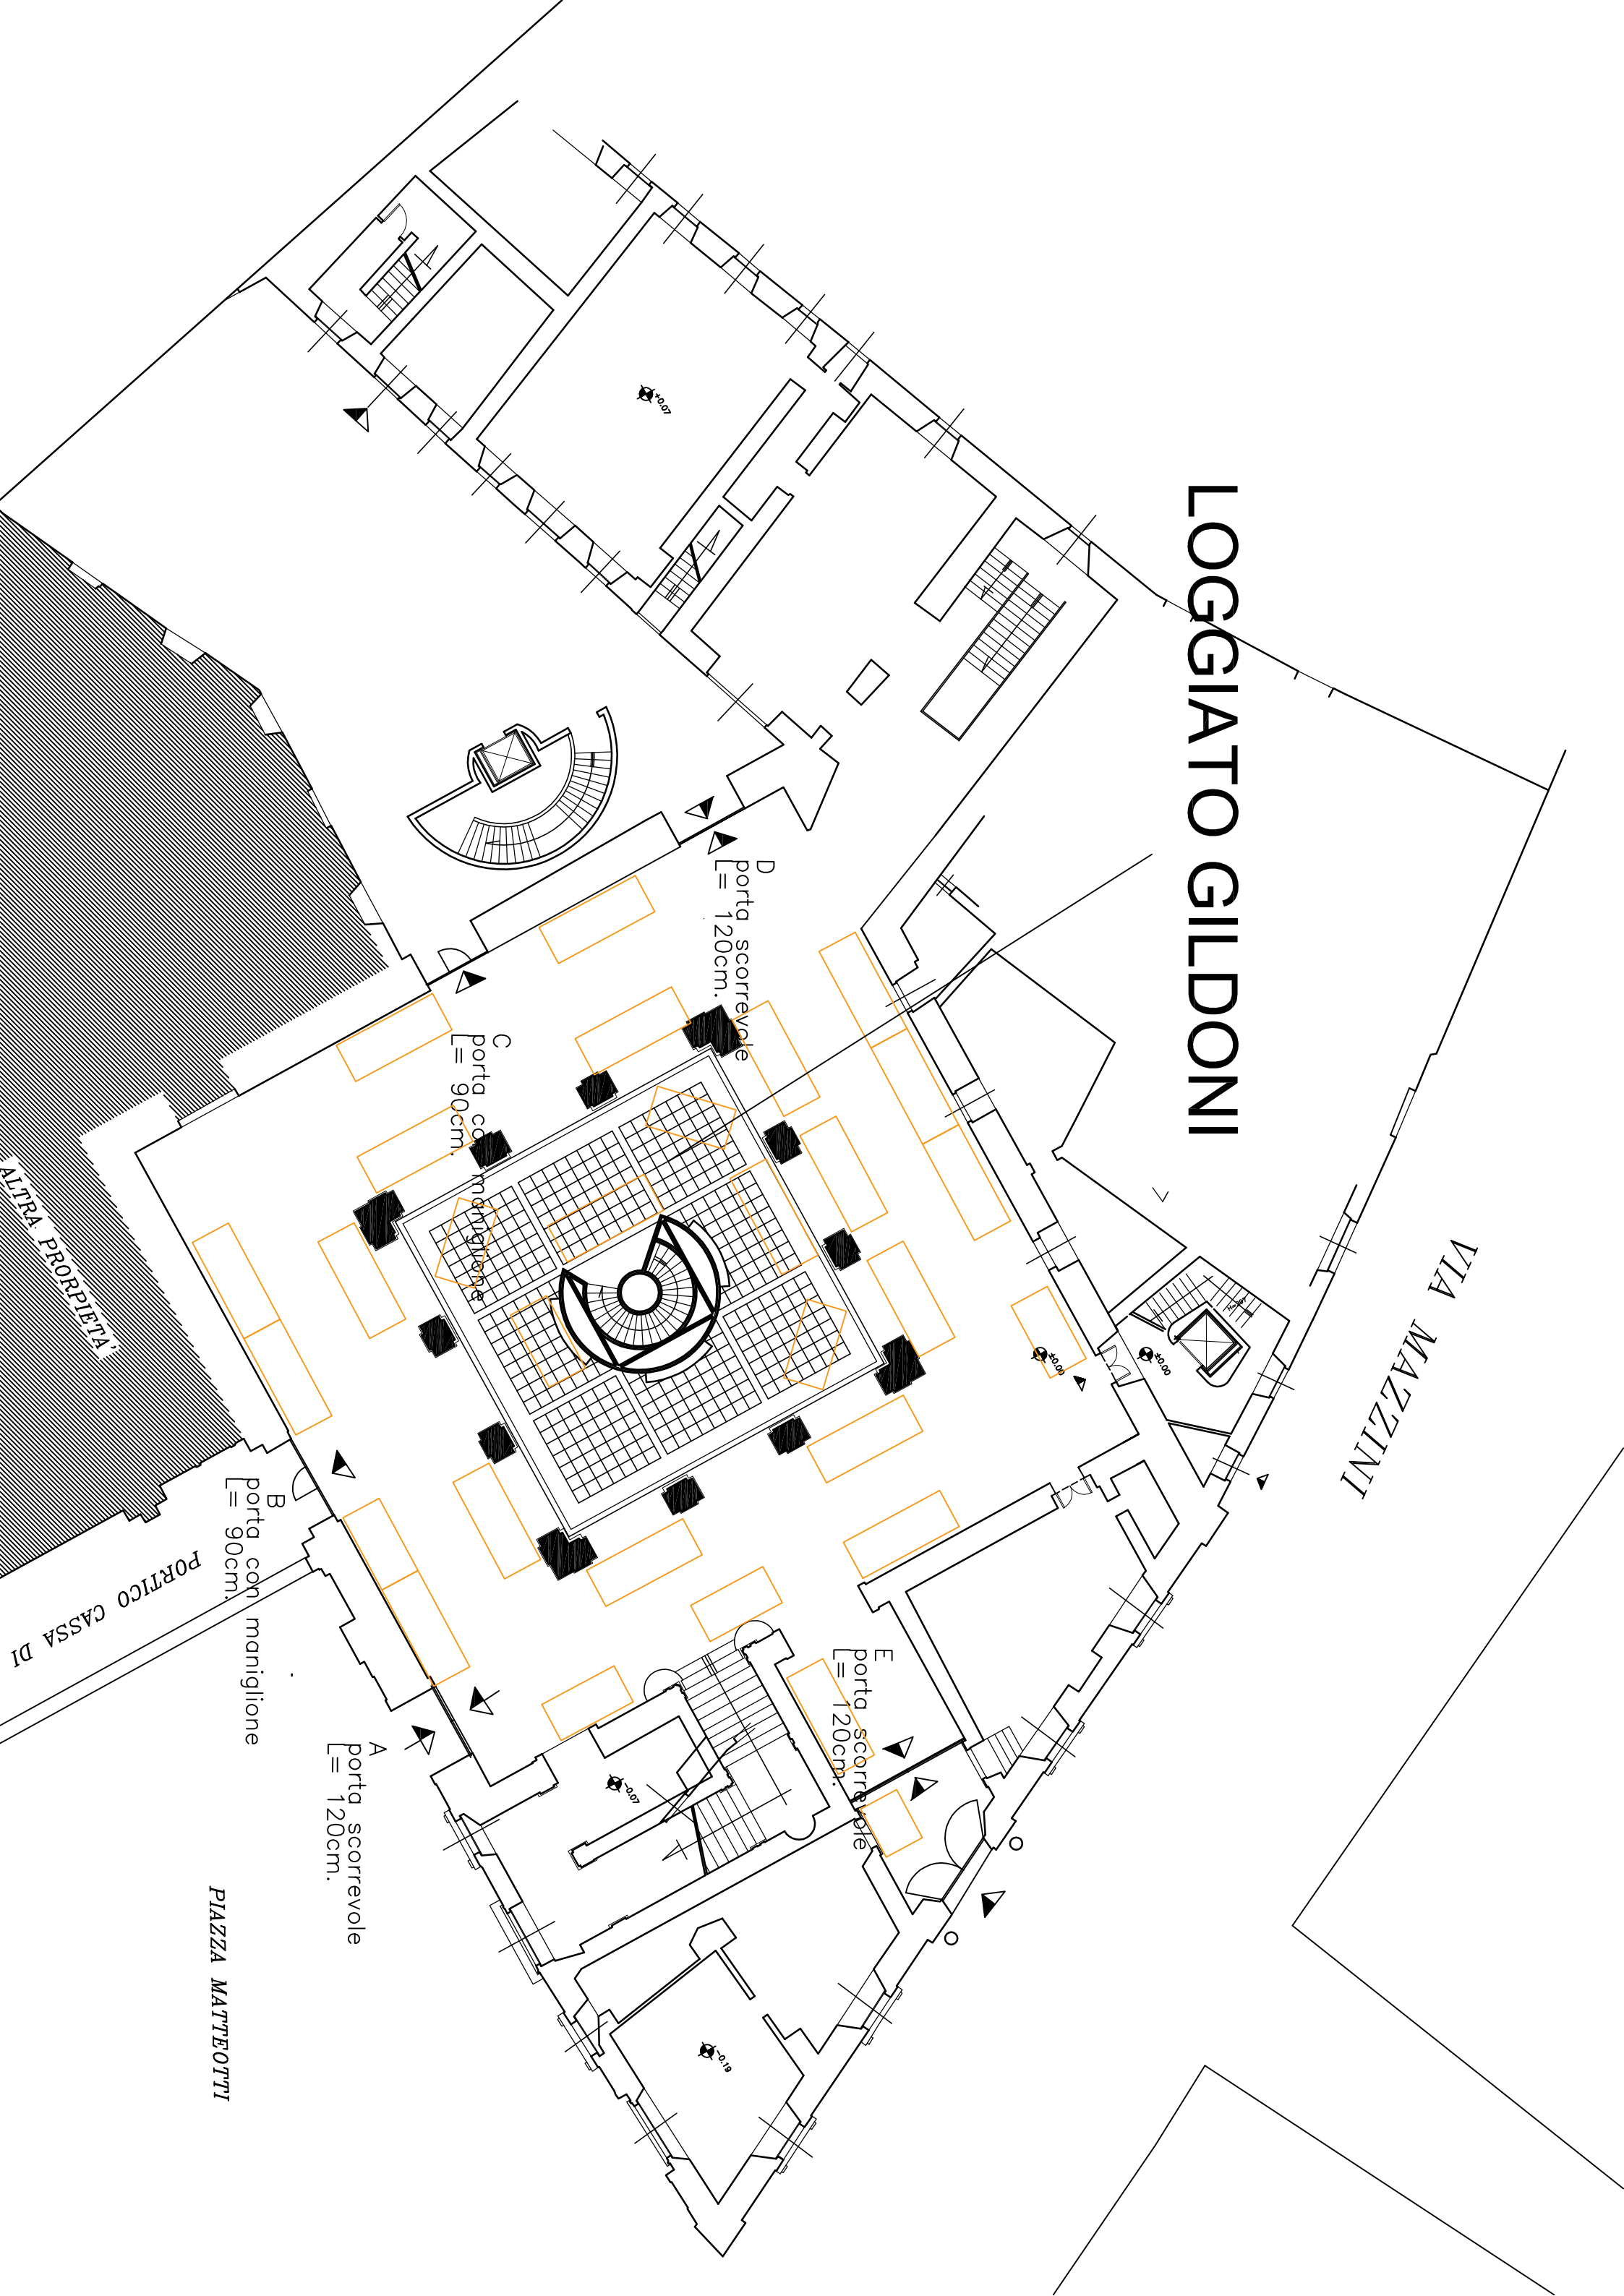 LOGGIATO GILDONI
VIA MAZZINI
+0.07
D
porta scorrevole
L= 120cm.
C
porta con maniglione
L= 90cm.
±0.00
±0.00
ALTRA PRORPIETA'
B
porta con maniglione
L= 90cm.
PORTICO CASSA DI
E
porta scorrevole
L= 120cm.
A
porta scorrevole
L= 120cm.
-0.07
PIAZZA MATTEOTTI
-0.19